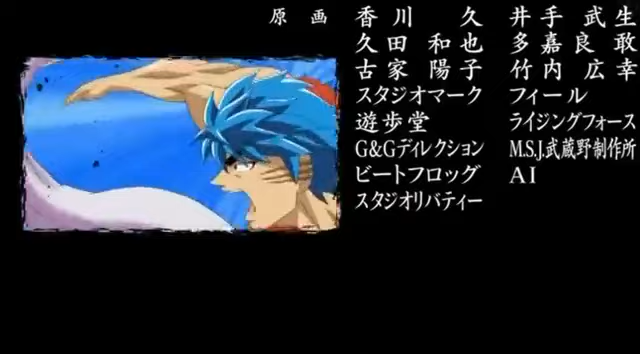 原画 香川 久 井手武生
久田和也 多嘉良敢
古家陽子 竹内広幸
スタジオマーク フィール
遊歩堂 ライジングフォース
G&Gディレクション M.S.J.武蔵野制作所
ビートフロッグ AI
スタジオリバティー